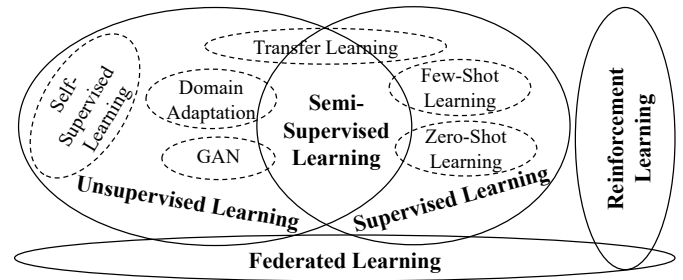 Transfer Learning
Self-
Supervised
Learning
Domain
Adaptation
GAN
Semi-
Supervised
Learning
Few-Shot
Learning
Zero-Shot
Learning
Unsupervised Learning
Supervised Learning
Reinforcement
Learning
Federated Learning